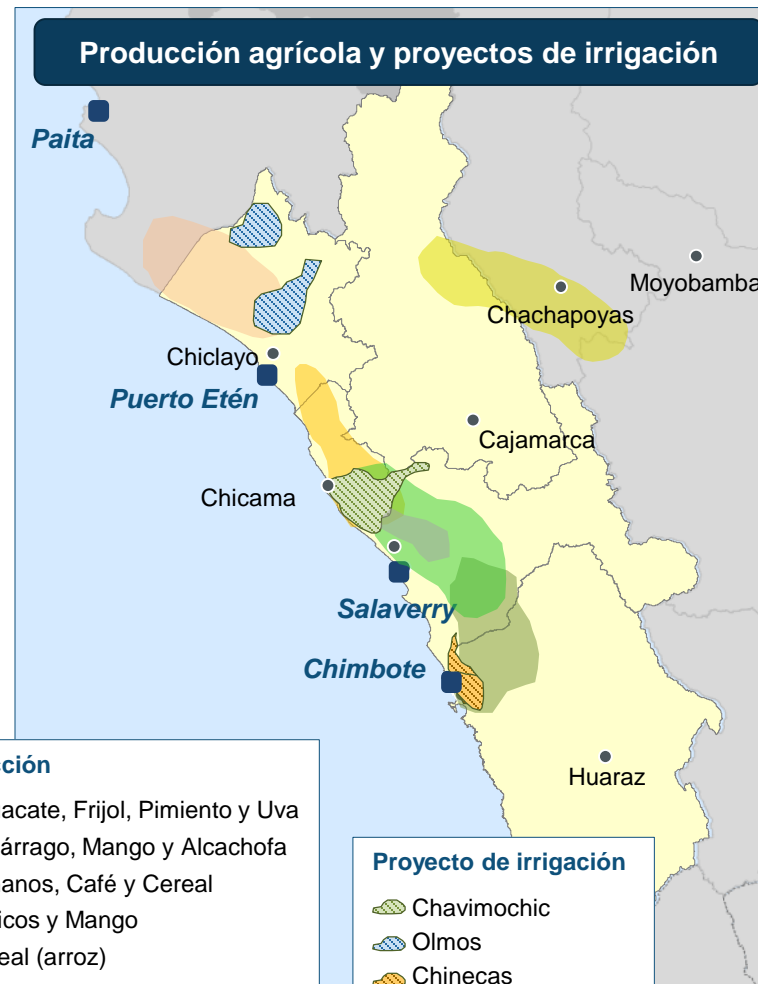 Producción agrícola y proyectos de irrigación
Paita
Moyobamba
Chachapoyas
Chiclayo
Puerto Etén
Cajamarca
Chicama
Salaverry
Chimbote
Huaraz
cción
acate, Frijol, Pimiento y Uva
árrago, Mango y Alcachofa
anos, Café y Cereal
icos y Mango
eal (arroz)
Proyecto de irrigación
Chavimochic
Olmos
Chinecas